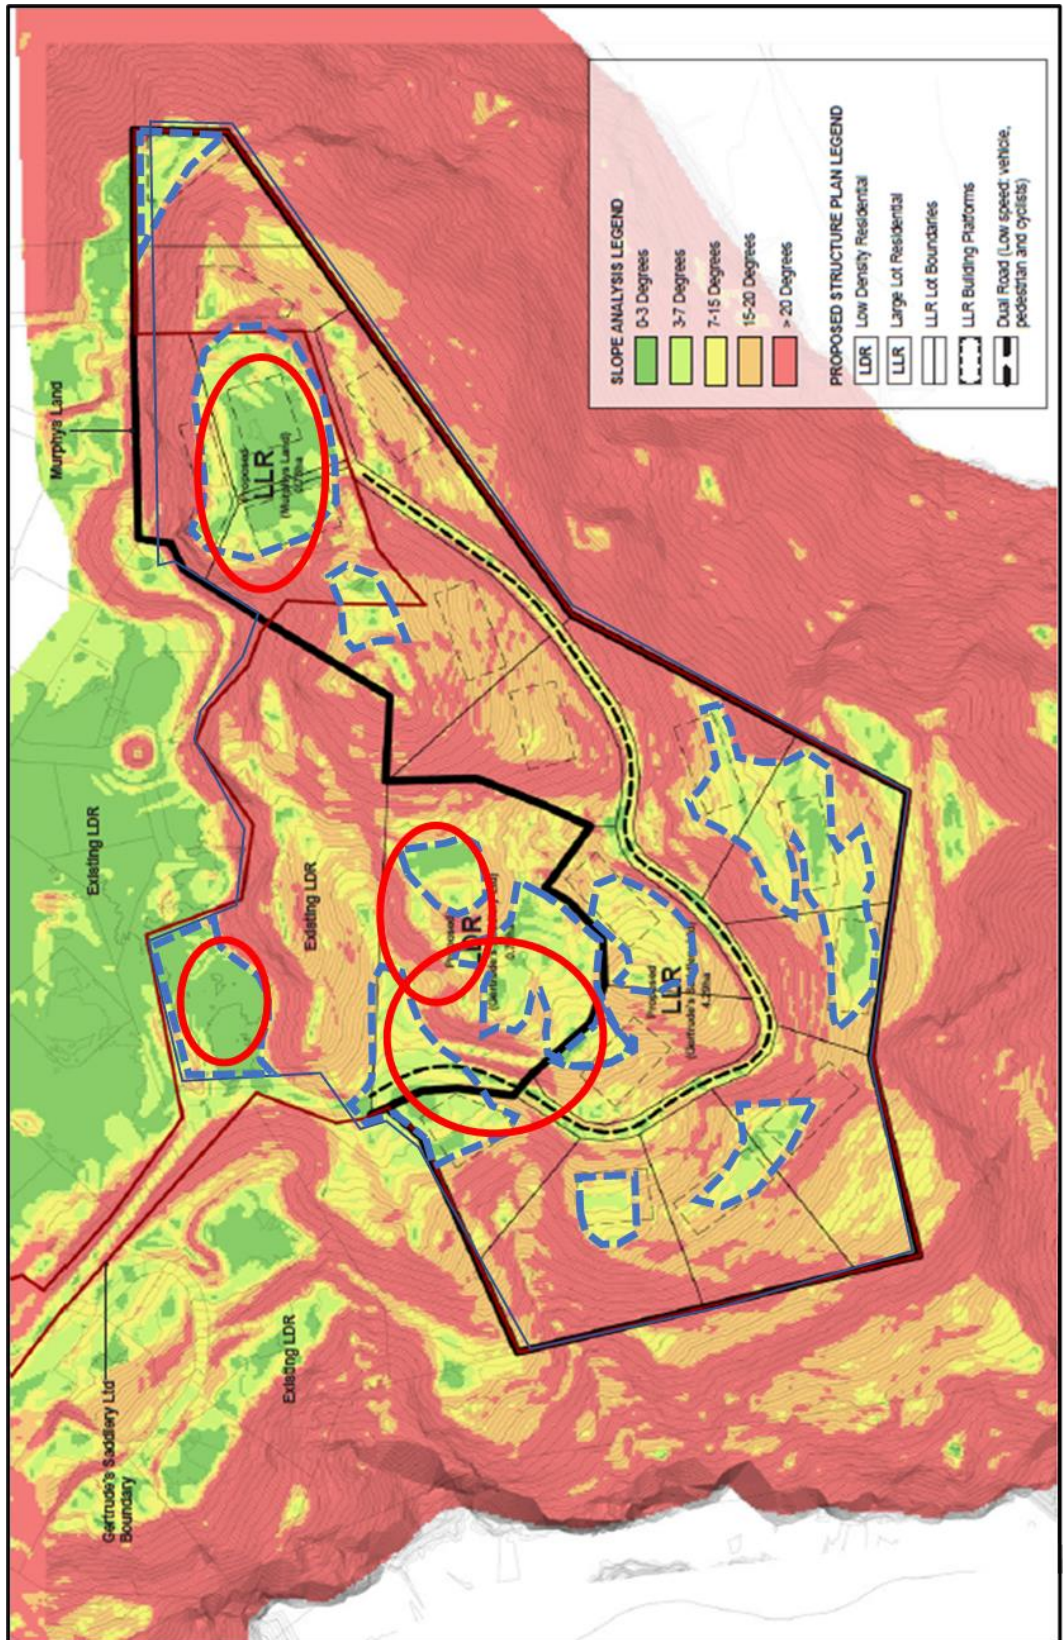 Murphys Land
Existing LDR
Existing LDR
Existing LDR
Gertrude's Saddlery Ltd
Boundary
Proposed
LLR
LDR
Proposed
LLR
SLOPE ANALYSIS LEGEND
0-3 Degrees
3-7 Degrees
7-15 Degrees
15-20 Degrees
> 20 Degrees
PROPOSED STRUCTURE PLAN LEGEND
LDR Low Density Residential
LLR Large Lot Residential
LLR Lot Boundaries
LLR Building Platforms
Dual Road (Low speed: vehicle,
pedestrian and cyclists)